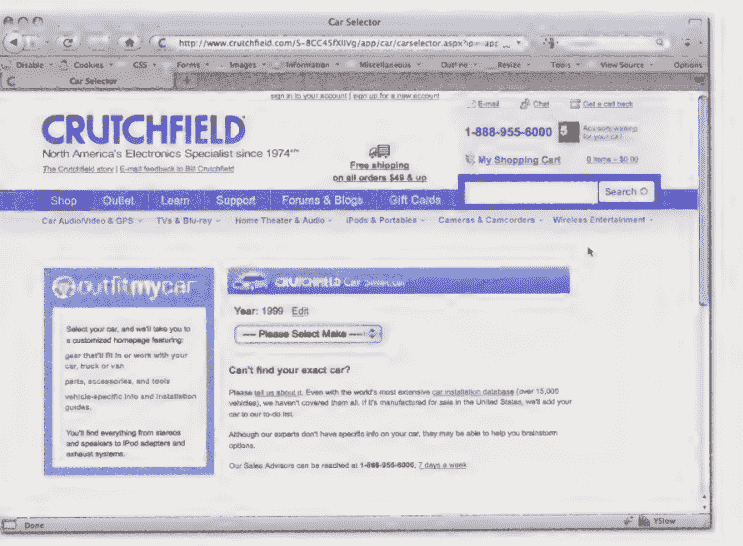 Car Selector
http://www.crutchfield.com/S-8CC45fXIIVg/app/car/carselector.aspx?
Disable Cookies CSS Forms Images Information Miscellaneous Outline Resize Tools View Source Options
Car Selector
sign in to your account | sign up for a new account
E-mail Chat Get a call back
CRUTCHFIELD
North America's Electronics Specialist since 1974
The Crutchfield story | E-mail feedback to Bill Crutchfield
Free shipping
on all orders $49 & up
1-888-955-6000
Advisors waiting
for your call
My Shopping Cart 0 items - $0.00
Search
Shop Outlet Learn Support Forums & Blogs Gift Cards
Car Audio/Video & GPS TVs & Blu-ray Home Theater & Audio iPods & Portables Cameras & Camcorders Wireless Entertainment
outfitmycar
Select your car, and we'll take you to
a customized homepage featuring:
gear that'll fit in or work with your
car, truck or van
parts, accessories, and tools
vehicle-specific info and installation
guides.
You'll find everything from stereos
and speakers to iPod adapters and
exhaust systems.
CRUTCHFIELD Car Selector
Year: 1999 Edit
--- Please Select Make ---
Can't find your exact car?
Please tell us about it. Even with the world's most extensive car installation database (over 15,000
vehicles), we haven't covered them all. If it's manufactured for sale in the United States, we'll add your
car to our to-do list.
Although our experts don't have specific info on your car, they may be able to help you brainstorm
options.
Our Sales Advisors can be reached at 1-888-955-6000, 7 days a week
Done
YSlow